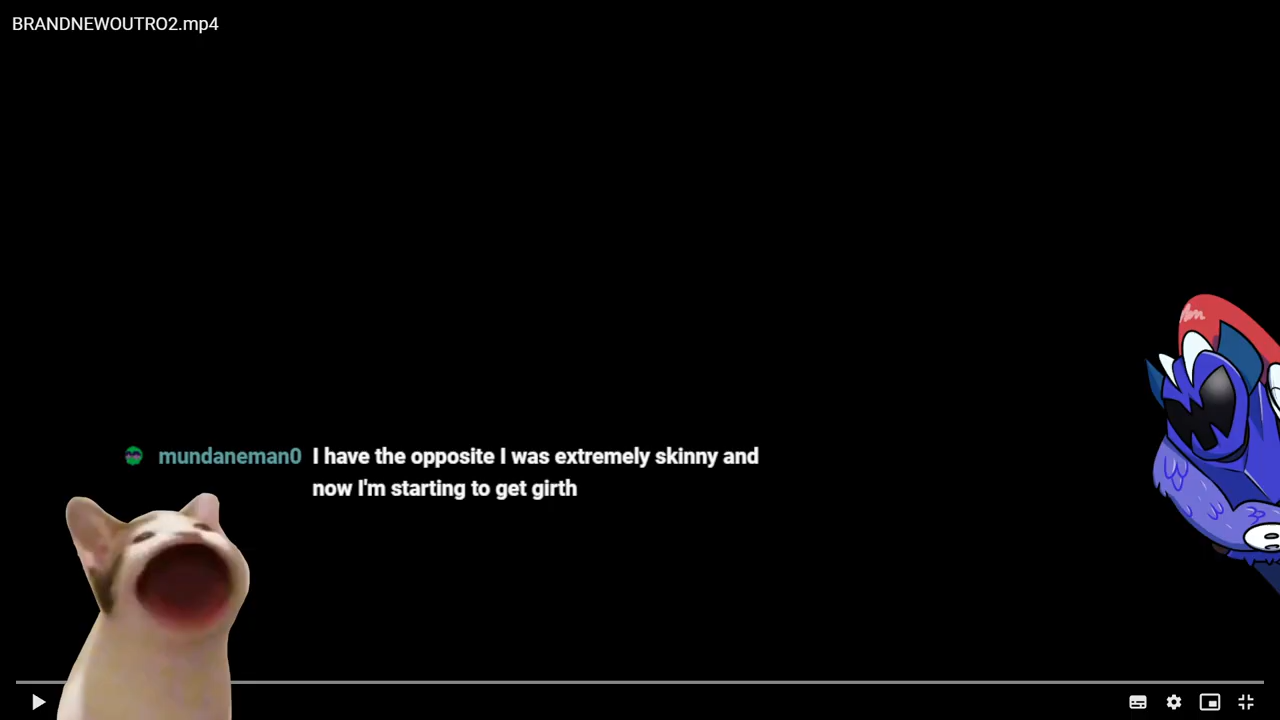 BRANDNEWOUTRO2.mp4
mundaneman0 I have the opposite I was extremely skinny and
now I'm starting to get girth